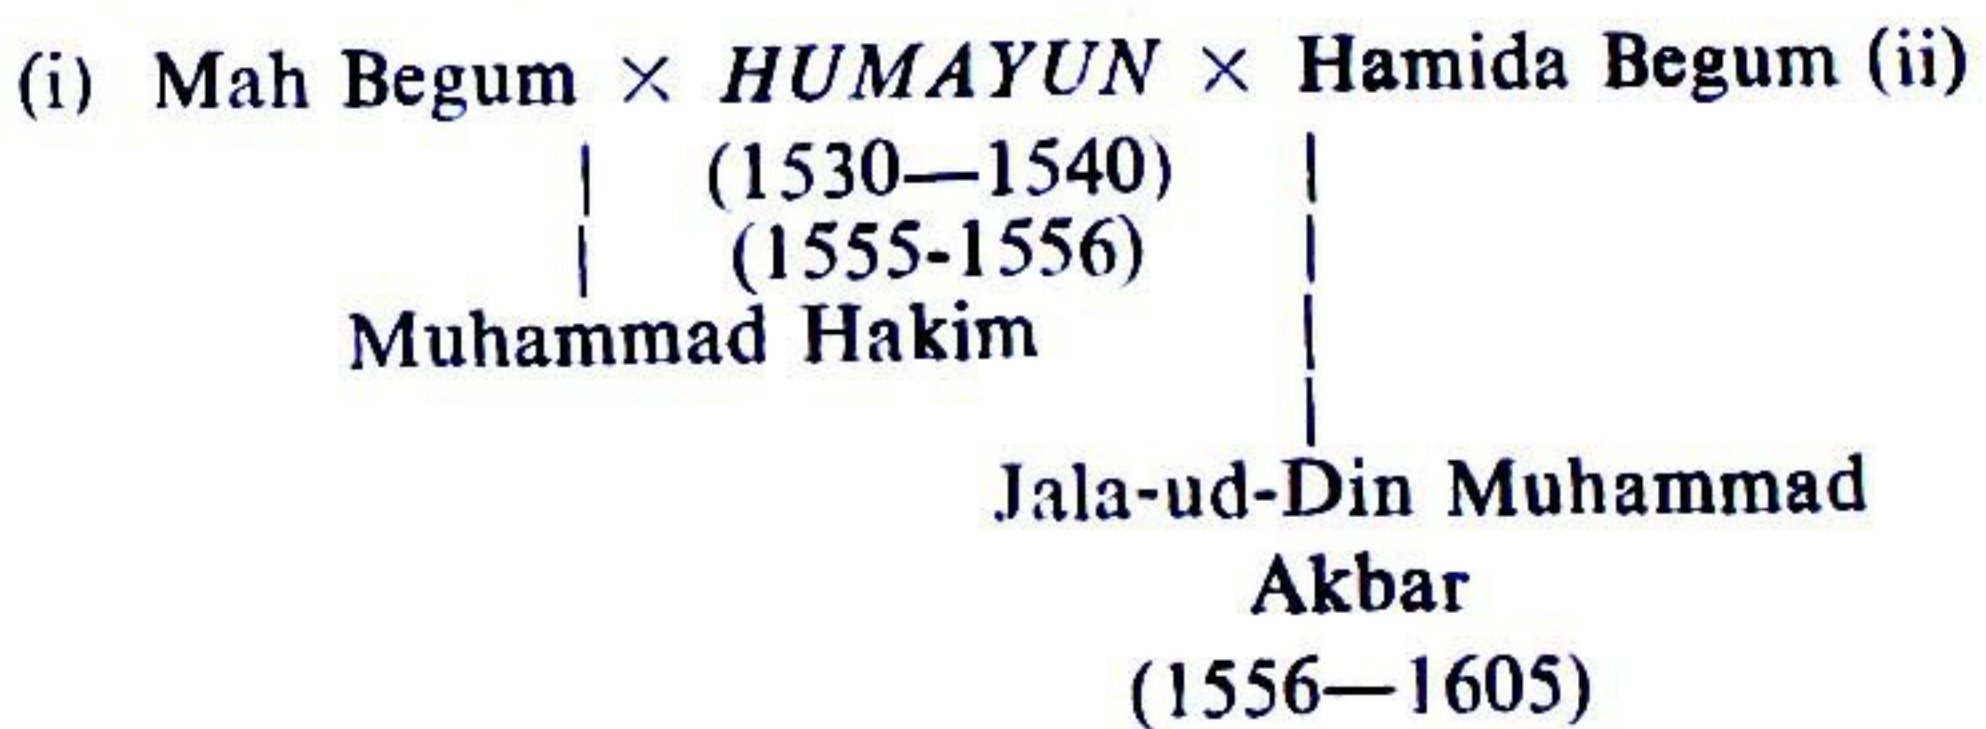 (i) Mah Begum × HUMAYUN × Hamida Begum (ii)
(1530—1540)
(1555-1556)
Muhammad Hakim
Jala-ud-Din Muhammad
Akbar
(1556—1605)